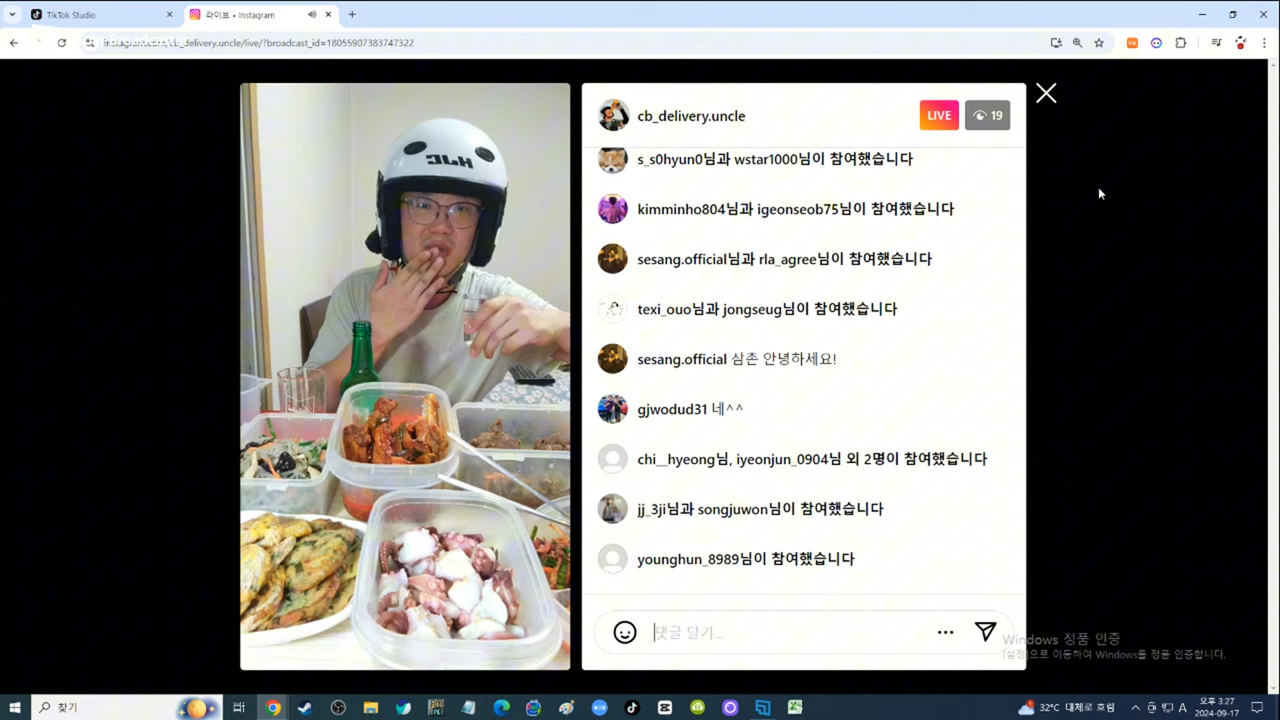 TikTok Studio
라이브 • Instagram
cb_delivery.uncle
LIVE
19
s_s0hyun0님과 wstar1000님이 참여했습니다
kimminho804님과 igeonseob75님이 참여했습니다
sesang.official님과 rla_agree님이 참여했습니다
texi_ouo님과 jongseug님이 참여했습니다
sesang.official 삼촌 안녕하세요!
gjwodud31 네^^
chi__hyeong님, iyeonjun_0904님 외 2명이 참여했습니다
jj_3ji님과 songjuwon님이 참여했습니다
younghun_8989님이 참여했습니다
댓글 달기...
Windows 정품 인증
[설정]으로 이동하여 Windows를 정품 인증합니다.
찾기
32°C 대체로 흐림
A
오후 3:27
2024-09-17